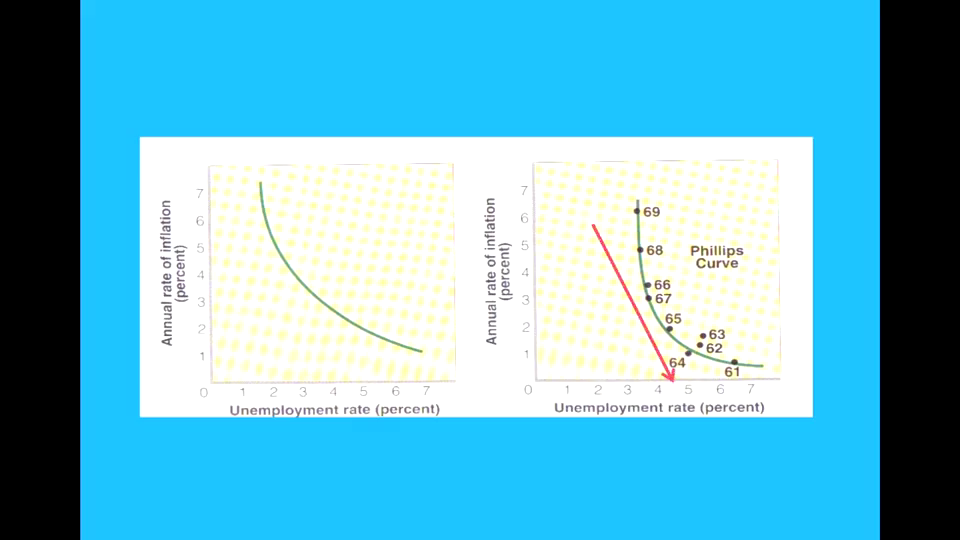 Annual rate of inflation
(percent)
7
6
5
4
3
2
1
0 1 2 3 4 5 6 7
Unemployment rate (percent)
Annual rate of inflation
(percent)
7
6
5
4
3
2
1
0 1 2 3 4 5 6 7
Unemployment rate (percent)
69
68
66
67
65
63
62
64
61
Phillips
Curve